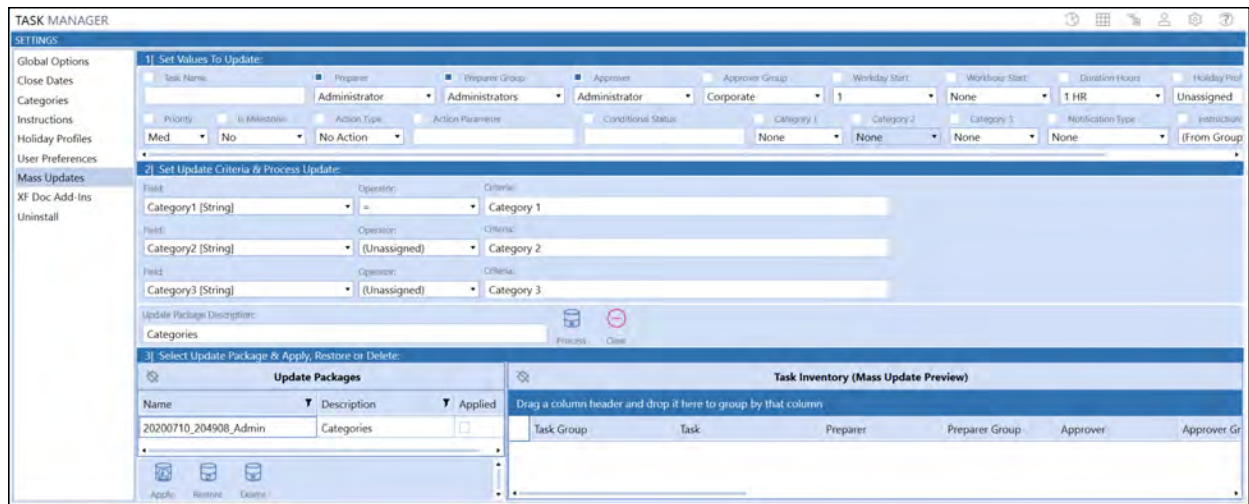 TASK MANAGER
SETTINGS
Global Options
Close Dates
Categories
Instructions
Holiday Profiles
User Preferences
Mass Updates
XF Doc Add-Ins
Uninstall
1| Set Values To Update:
Task Name Preparer Preparer Group Approver Approver Group Workday Start Workhour Start Duration Hours Holiday Prof
Administrator Administrators Administrator Corporate 1 None 1 HR Unassigned
Priority Is Milestone Action Type Action Parameter Conditional Status Category 1 Category 2 Category 3 Notification Type Instruction
Med No No Action None None None None (From Group
2| Set Update Criteria & Process Update:
Field: Operator: Criteria:
Category1 [String] = Category 1
Field: Operator: Criteria:
Category2 [String] (Unassigned) Category 2
Field: Operator: Criteria:
Category3 [String] (Unassigned) Category 3
Update Package Description:
Categories
Process Clear
3| Select Update Package & Apply, Restore or Delete:
Update Packages Task Inventory (Mass Update Preview)
Name Description Applied Drag a column header and drop it here to group by that column
20200710_204908_Admin Categories Task Group Task Preparer Preparer Group Approver Approver Gr
Apply Restore Delete